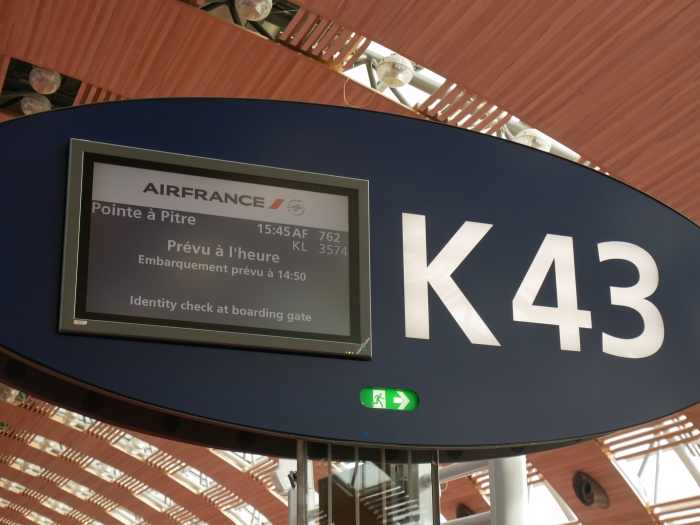 AIRFRANCE
Pointe à Pitre
15:45 AF 762
KL 3574
Prévu à l'heure
Embarquement prévu à 14:50
Identity check at boarding gate
K 43